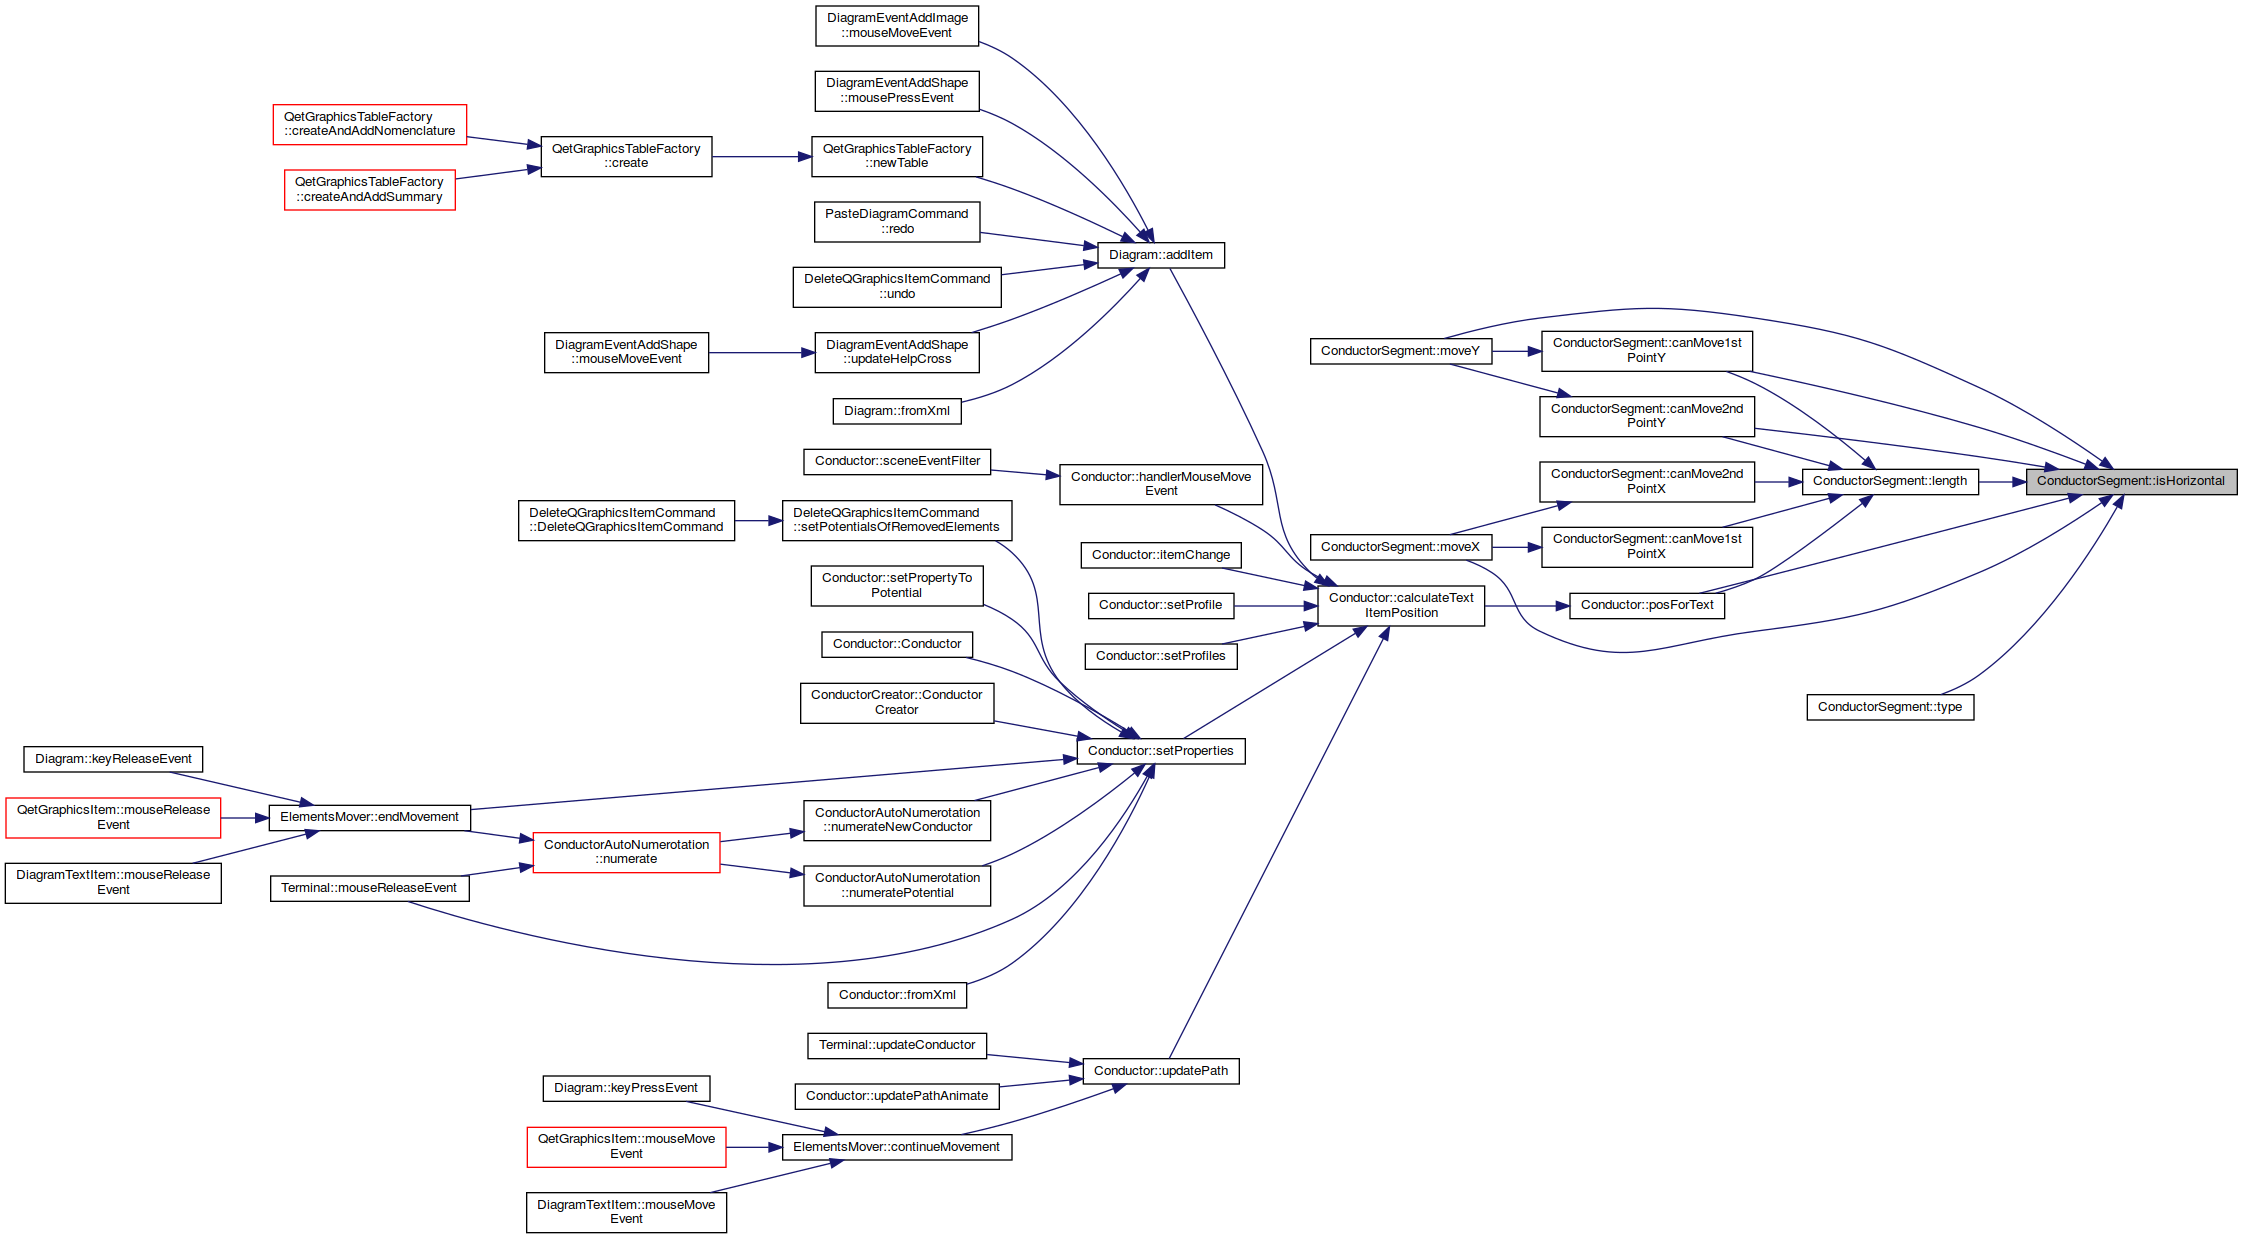 DiagramEventAddImage
::mouseMoveEvent
DiagramEventAddShape
::mousePressEvent
QetGraphicsTableFactory
::createAndAddNomenclature
QetGraphicsTableFactory
::create
QetGraphicsTableFactory
::newTable
QetGraphicsTableFactory
::createAndAddSummary
PasteDiagramCommand
::redo
Diagram::addItem
DeleteQGraphicsItemCommand
::undo
DiagramEventAddShape
::mouseMoveEvent
DiagramEventAddShape
::updateHelpCross
Diagram::fromXml
ConductorSegment::moveY
ConductorSegment::canMove1st
PointY
ConductorSegment::canMove2nd
PointY
Conductor::sceneEventFilter
Conductor::handlerMouseMove
Event
ConductorSegment::canMove2nd
PointX
ConductorSegment::length
ConductorSegment::isHorizontal
DeleteQGraphicsItemCommand
::DeleteQGraphicsItemCommand
DeleteQGraphicsItemCommand
::setPotentialsOfRemovedElements
ConductorSegment::moveX
ConductorSegment::canMove1st
PointX
Conductor::itemChange
Conductor::setPropertyTo
Potential
Conductor::setProfile
Conductor::calculateText
ItemPosition
Conductor::posForText
Conductor::Conductor
Conductor::setProfiles
ConductorCreator::Conductor
Creator
ConductorSegment::type
Conductor::setProperties
Diagram::keyReleaseEvent
QetGraphicsItem::mouseRelease
Event
ElementsMover::endMovement
ConductorAutoNumerotation
::numerateNewConductor
ConductorAutoNumerotation
::numerate
DiagramTextItem::mouseRelease
Event
Terminal::mouseReleaseEvent
ConductorAutoNumerotation
::numeratePotential
Conductor::fromXml
Terminal::updateConductor
Conductor::updatePath
Diagram::keyPressEvent
Conductor::updatePathAnimate
QetGraphicsItem::mouseMove
Event
ElementsMover::continueMovement
DiagramTextItem::mouseMove
Event